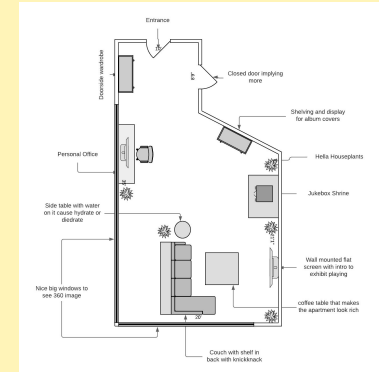 Entrance
Doorside wardrobe
Closed door implying
more
Shelving and display
for album covers
Hella Houseplants
Personal Office
Jukebox Shrine
Side table with water
on it cause hydrate or
diedrate
Wall mounted flat
screen with intro to
exhibit playing
Nice big windows to
see 360 image
coffee table that makes
the apartment look rich
Couch with shelf in
back with knickknack